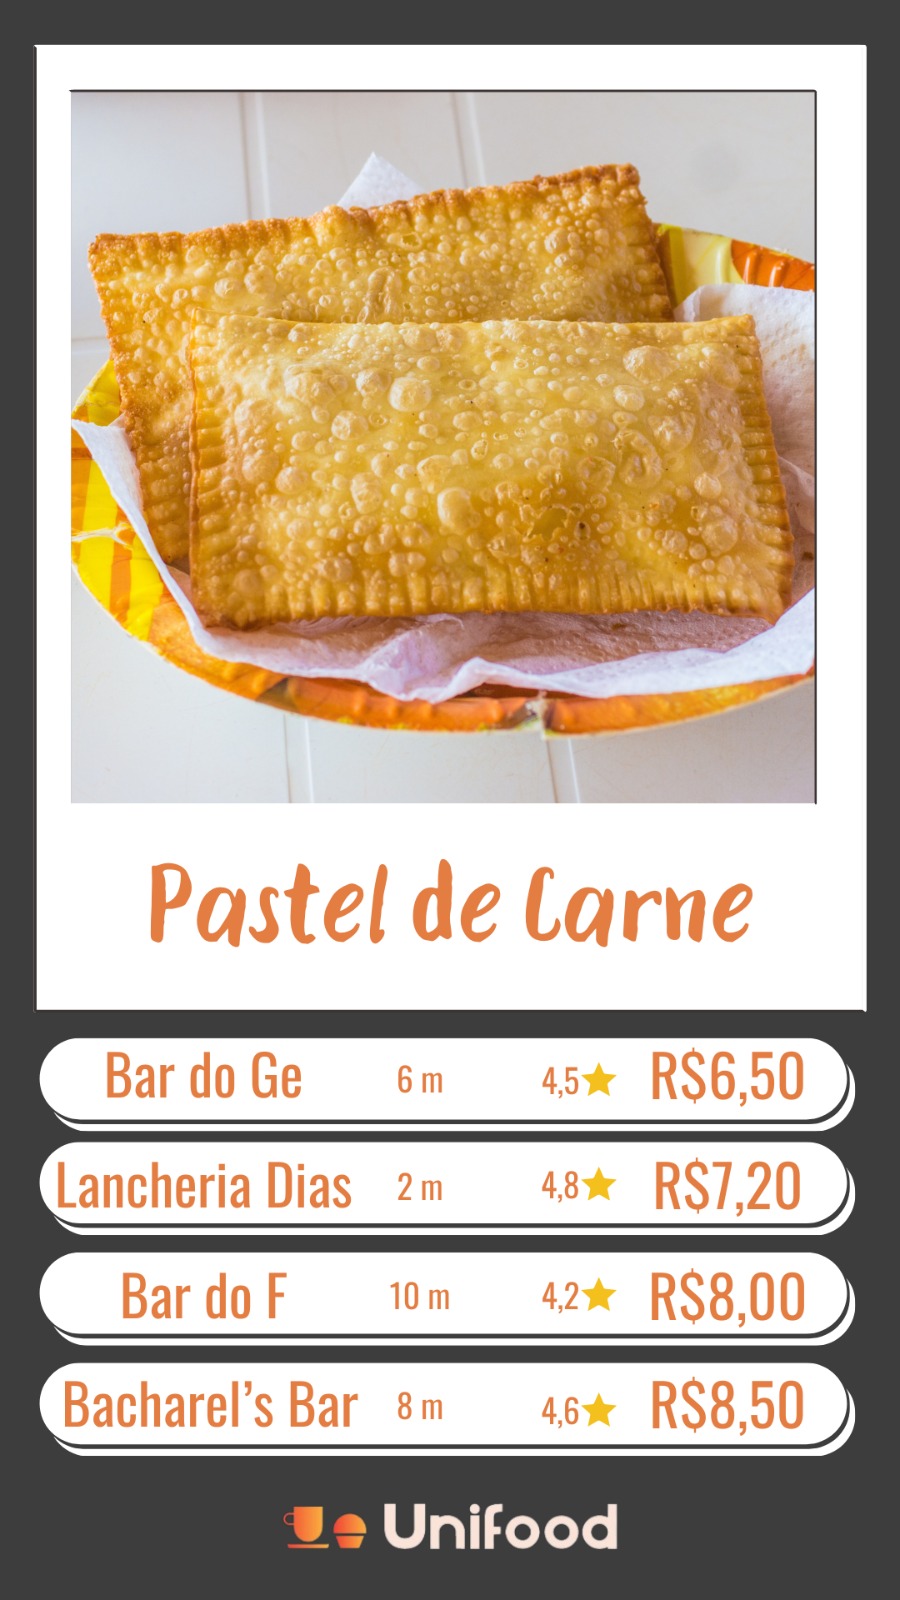 Pastel de Carne
Bar do Ge 6 m 4,5 R$6,50
Lancheria Dias 2 m 4,8 R$7,20
Bar do F 10 m 4,2 R$8,00
Bacharel’s Bar 8 m 4,6 R$8,50
Unifood